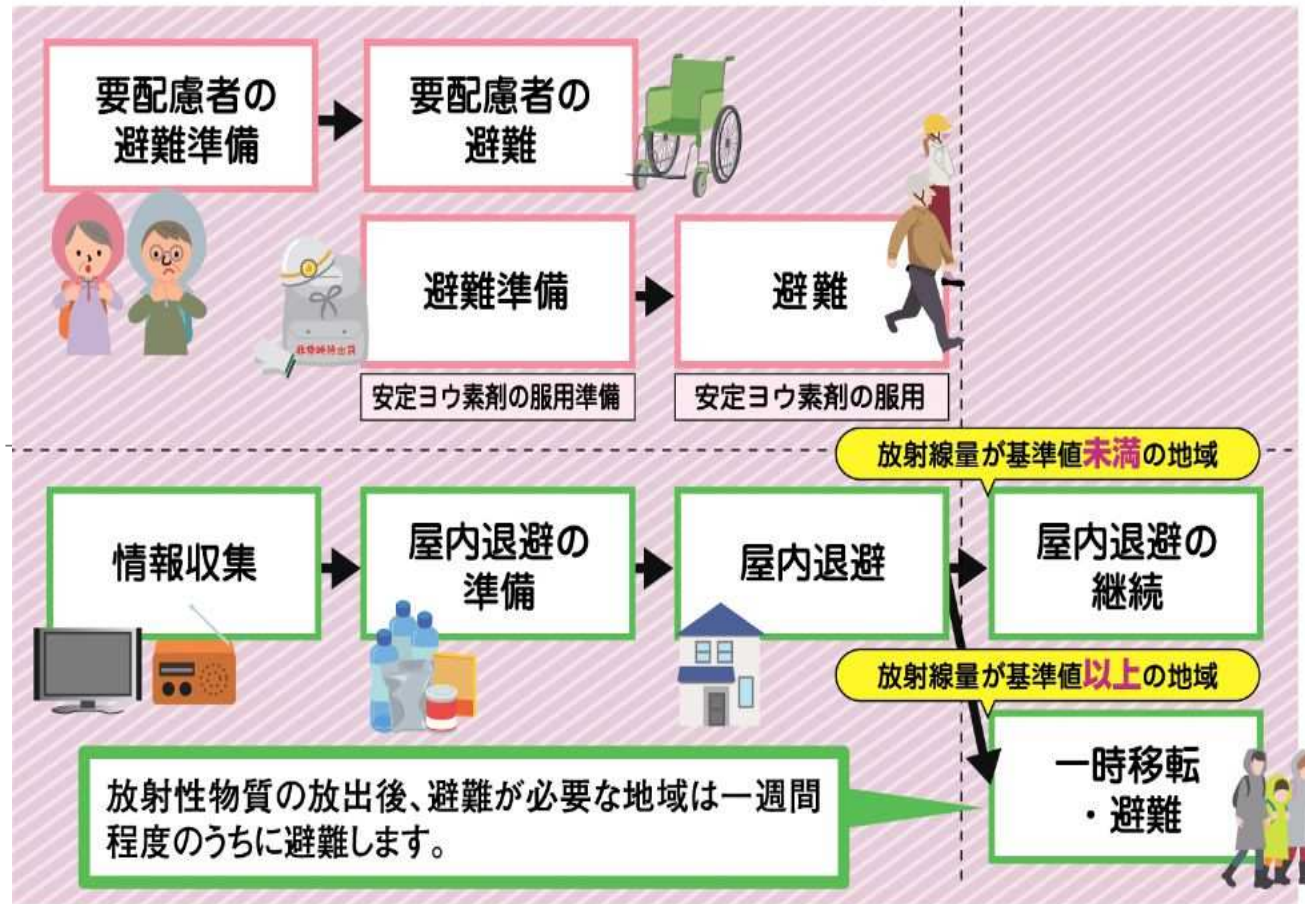 要配慮者の
避難準備
要配慮者の
避難
避難準備
避難
安定ヨウ素剤の服用準備
安定ヨウ素剤の服用
放射線量が基準値未満の地域
情報収集
屋内退避の
準備
屋内退避
屋内退避の
継続
放射線量が基準値以上の地域
一時移転
・避難
放射性物質の放出後、避難が必要な地域は一週間
程度のうちに避難します。